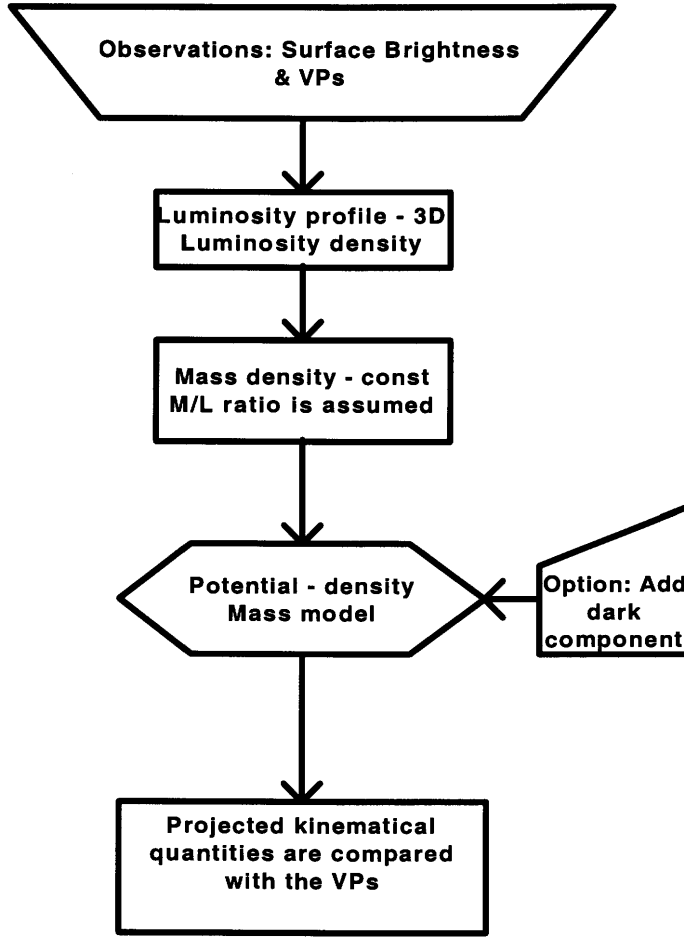 Observations: Surface Brightness
& VPs
Luminosity profile - 3D
Luminosity density
Mass density - const
M/L ratio is assumed
Potential - density
Mass model
Option: Add
dark
component
Projected kinematical
quantities are compared
with the VPs